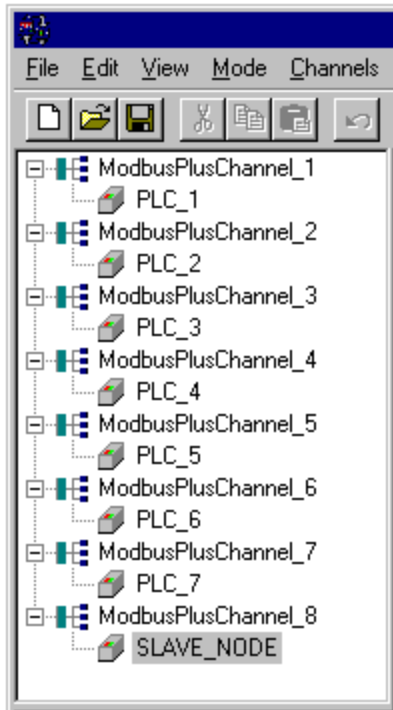 File Edit View Mode Channels
ModbusPlusChannel_1
PLC_1
ModbusPlusChannel_2
PLC_2
ModbusPlusChannel_3
PLC_3
ModbusPlusChannel_4
PLC_4
ModbusPlusChannel_5
PLC_5
ModbusPlusChannel_6
PLC_6
ModbusPlusChannel_7
PLC_7
ModbusPlusChannel_8
SLAVE_NODE